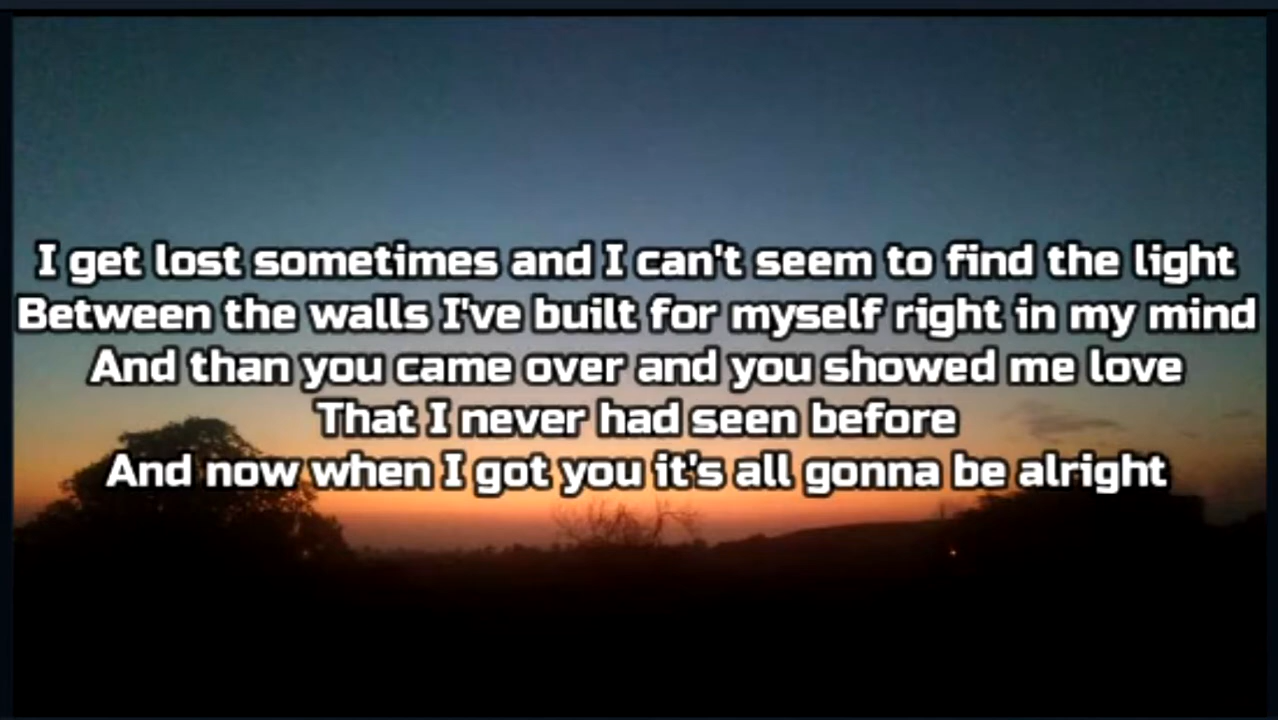 I get lost sometimes and I can't seem to find the light
Between the walls I've built for myself right in my mind
And than you came over and you showed me love
That I never had seen before
And now when I got you it's all gonna be alright